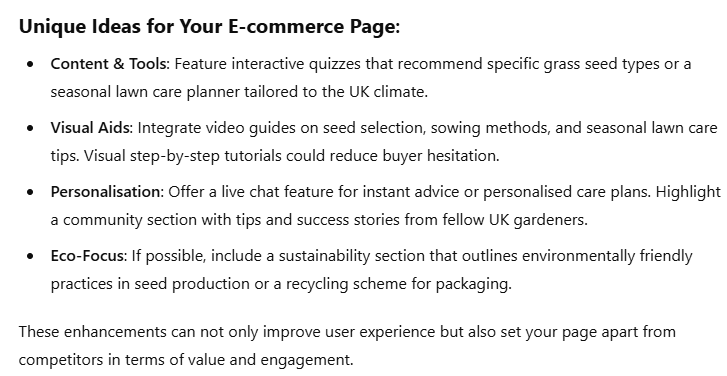 Unique Ideas for Your E-commerce Page:
• Content & Tools: Feature interactive quizzes that recommend specific grass seed types or a
seasonal lawn care planner tailored to the UK climate.
• Visual Aids: Integrate video guides on seed selection, sowing methods, and seasonal lawn care
tips. Visual step-by-step tutorials could reduce buyer hesitation.
• Personalisation: Offer a live chat feature for instant advice or personalised care plans. Highlight
a community section with tips and success stories from fellow UK gardeners.
• Eco-Focus: If possible, include a sustainability section that outlines environmentally friendly
practices in seed production or a recycling scheme for packaging.
These enhancements can not only improve user experience but also set your page apart from
competitors in terms of value and engagement.